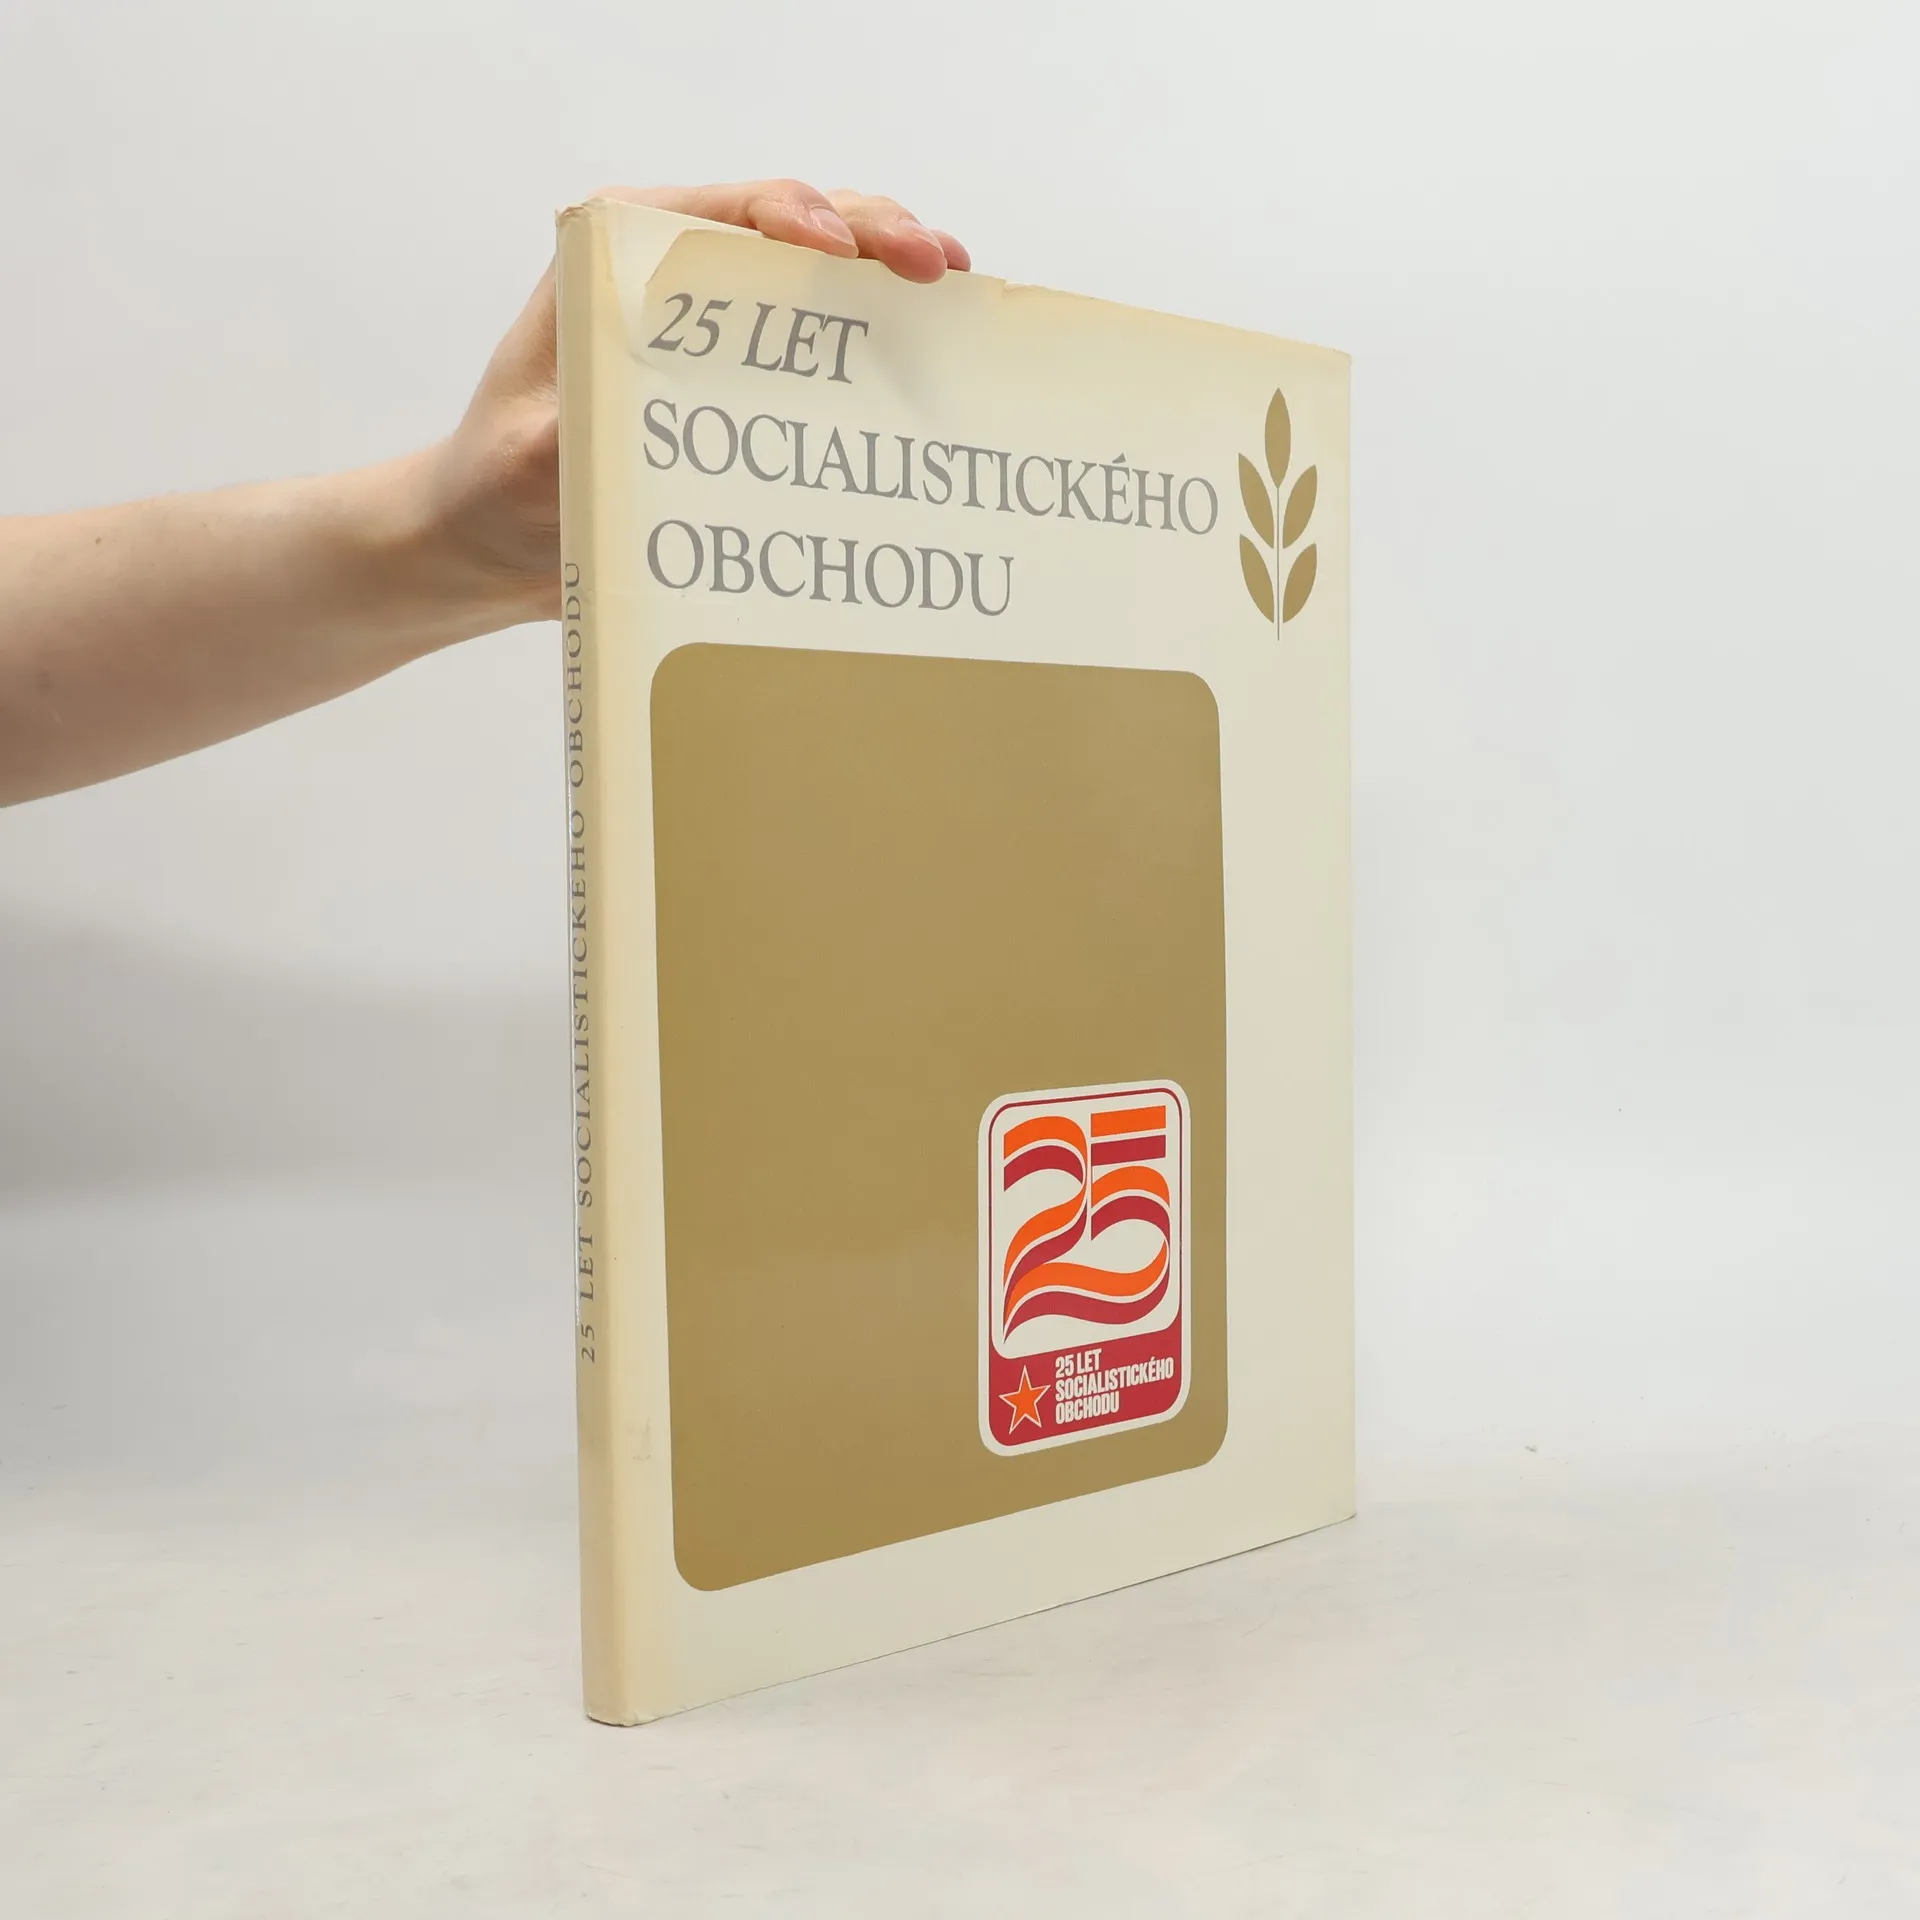 25 LET
SOCIALISTICKÉHO
OBCHODU
25 LET SOCIALISTICKÉHO OBCHODU
25
25 LET
SOCIALISTICKÉHO
OBCHODU